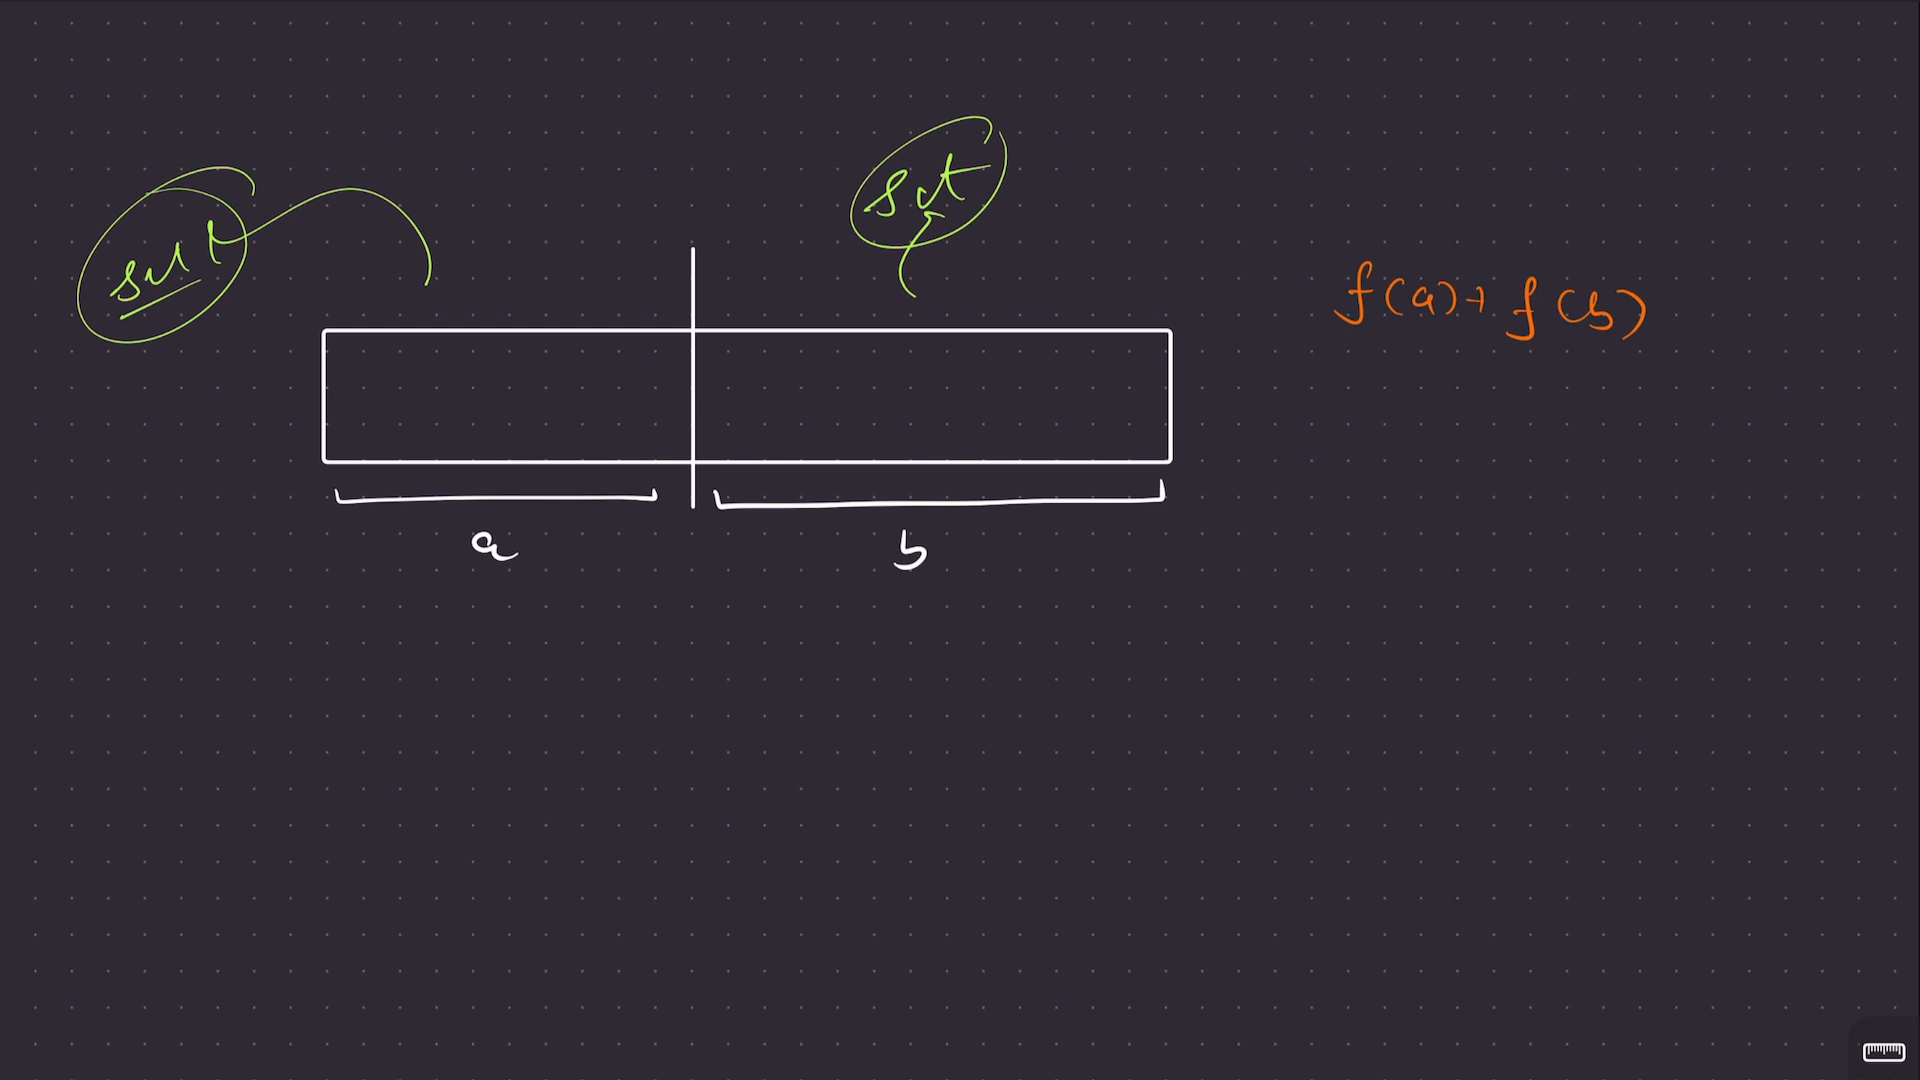 set
set
f(a)+ f(b)
a
b